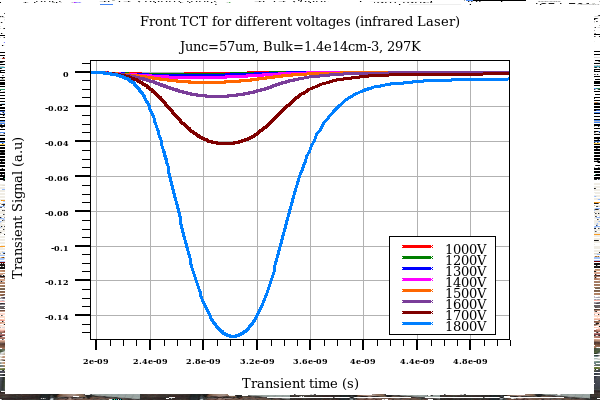 Front TCT for different voltages (infrared Laser)
Junc=57um, Bulk=1.4e14cm-3, 297K
Transient Signal (a.u)
0
-0.02
-0.04
-0.06
-0.08
-0.1
-0.12
-0.14
1000V
1200V
1300V
1400V
1500V
1600V
1700V
1800V
2e-09 2.4e-09 2.8e-09 3.2e-09 3.6e-09 4e-09 4.4e-09 4.8e-09
Transient time (s)